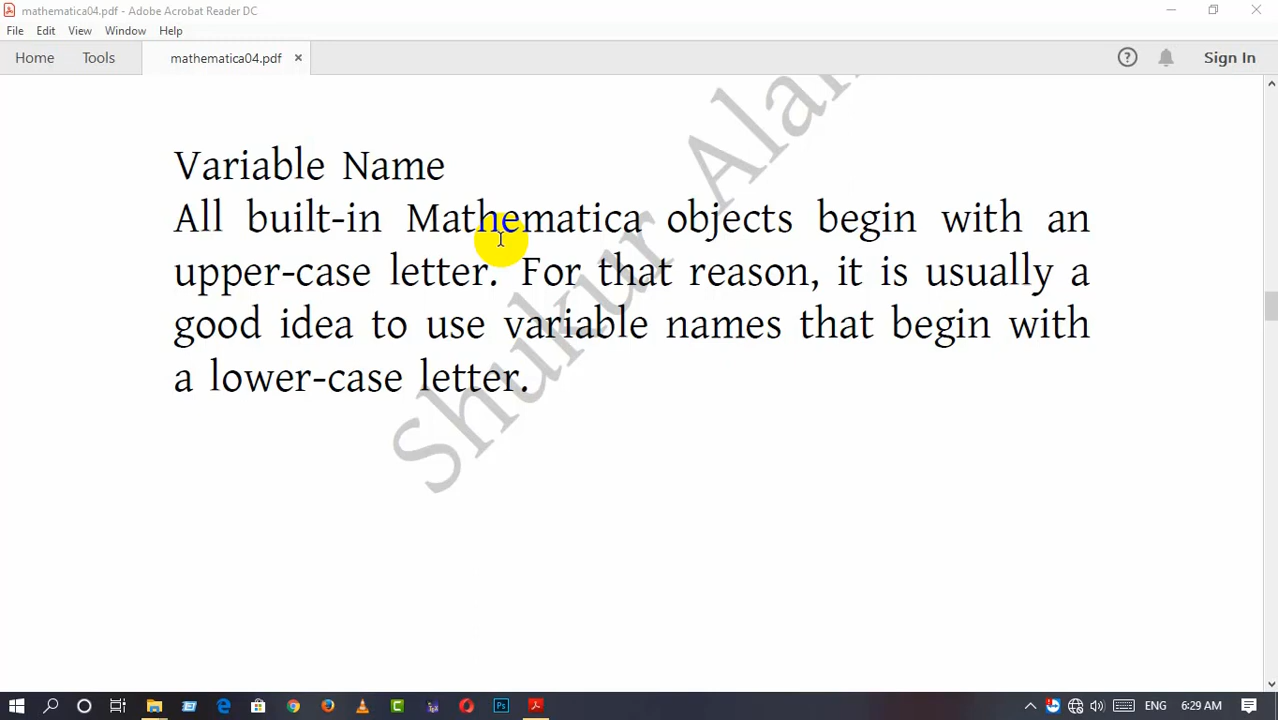 mathematica04.pdf - Adobe Acrobat Reader DC
File Edit View Window Help
Home Tools mathematica04.pdf × ? Sign In
Variable Name
All built-in Mathematica objects begin with an
upper-case letter. For that reason, it is usually a
good idea to use variable names that begin with
a lower-case letter.
Shukur Alam
ENG 6:29 AM